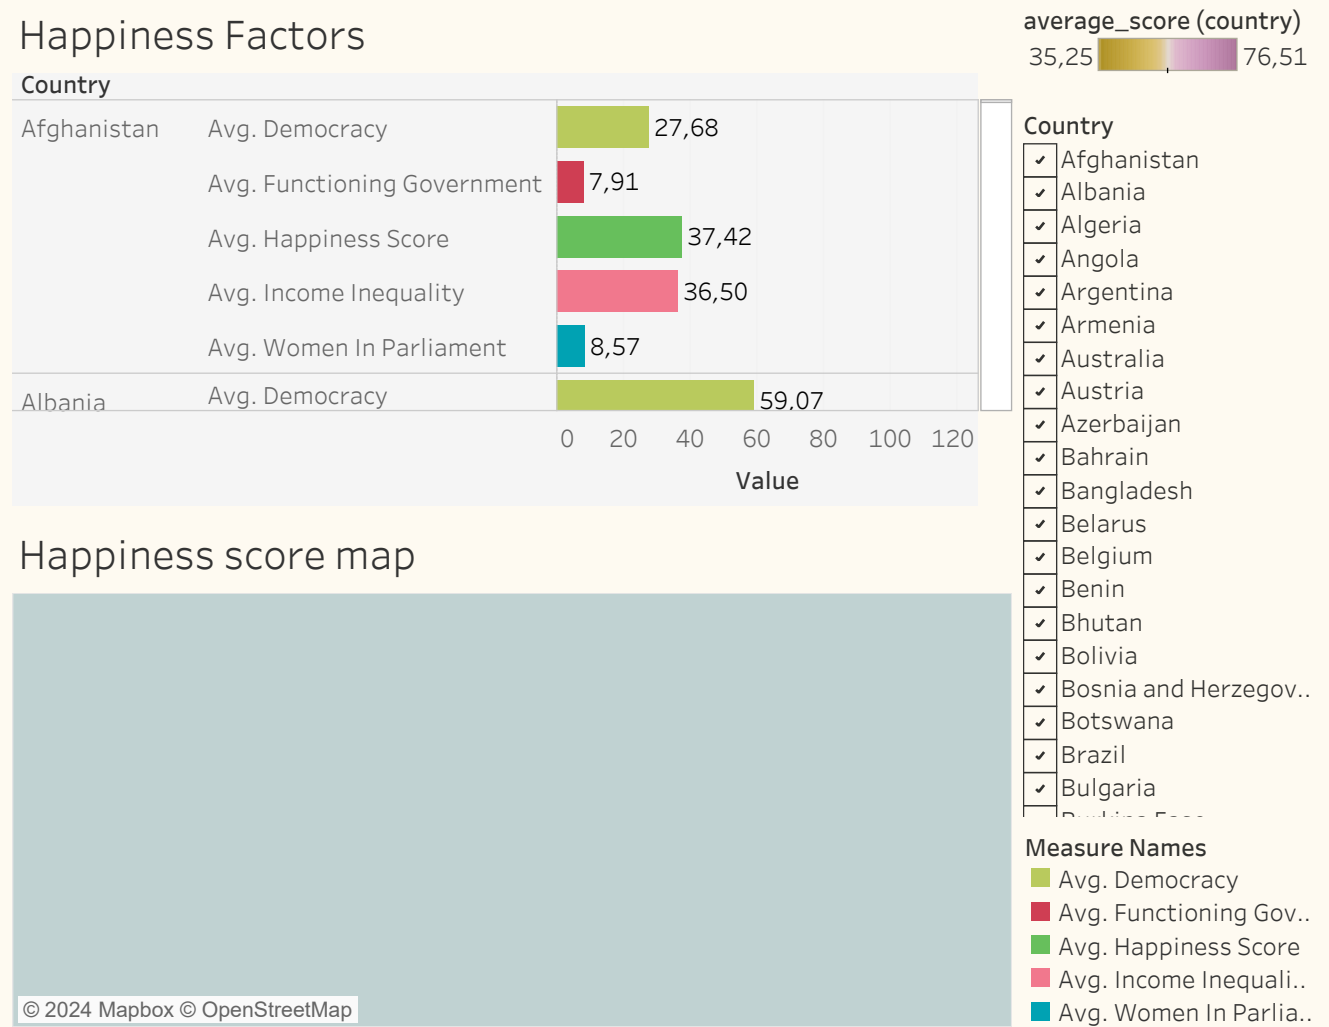 Happiness Factors
Country
Afghanistan
Avg. Democracy 27,68
Avg. Functioning Government 7,91
Avg. Happiness Score 37,42
Avg. Income Inequality 36,50
Avg. Women In Parliament 8,57
Albania
Avg. Democracy 59,07
0 20 40 60 80 100 120
Value
Happiness score map
© 2024 Mapbox © OpenStreetMap
average_score (country)
35,25 76,51
Country
Afghanistan
Albania
Algeria
Angola
Argentina
Armenia
Australia
Austria
Azerbaijan
Bahrain
Bangladesh
Belarus
Belgium
Benin
Bhutan
Bolivia
Bosnia and Herzegov..
Botswana
Brazil
Bulgaria
Measure Names
Avg. Democracy
Avg. Functioning Gov..
Avg. Happiness Score
Avg. Income Inequali..
Avg. Women In Parlia..